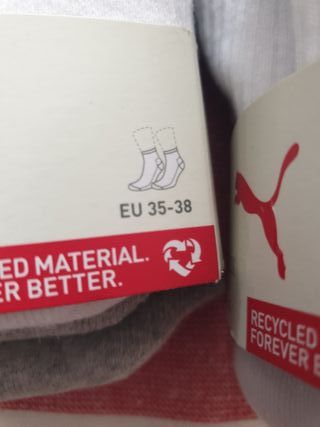 EU 35-38
ED MATERIAL.
ER BETTER.
RECYCLED
FOREVER B